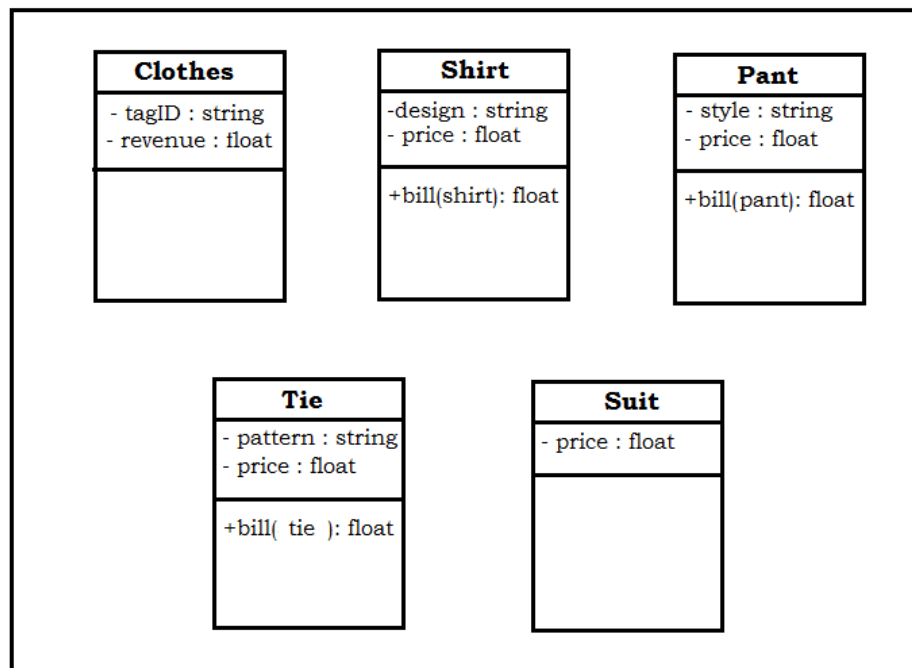 Clothes
- tagID : string
- revenue : float
Shirt
-design : string
- price : float
+bill(shirt): float
Pant
- style : string
- price : float
+bill(pant): float
Tie
- pattern : string
- price : float
+bill( tie ): float
Suit
- price : float